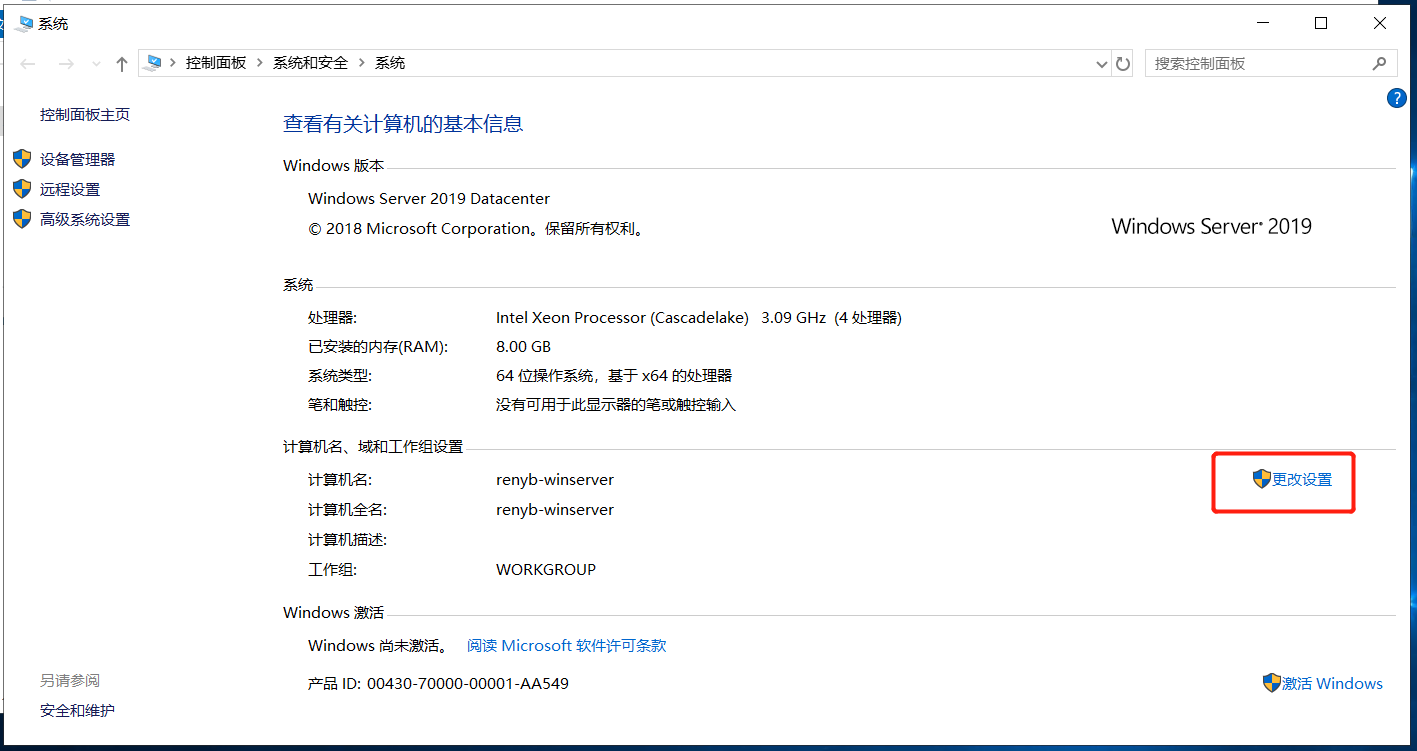 系统
控制面板 系统和安全 系统
搜索控制面板
?
控制面板主页
设备管理器
远程设置
高级系统设置
查看有关计算机的基本信息
Windows 版本
Windows Server 2019 Datacenter
© 2018 Microsoft Corporation。保留所有权利。
Windows Server® 2019
系统
处理器: Intel Xeon Processor (Cascadelake) 3.09 GHz (4 处理器)
已安装的内存(RAM): 8.00 GB
系统类型: 64 位操作系统，基于 x64 的处理器
笔和触控: 没有可用于此显示器的笔或触控输入
计算机名、域和工作组设置
计算机名: renyb-winserver 更改设置
计算机全名: renyb-winserver
计算机描述:
工作组: WORKGROUP
Windows 激活
Windows 尚未激活。 阅读 Microsoft 软件许可条款
产品 ID: 00430-70000-00001-AA549 激活 Windows
另请参阅
安全和维护